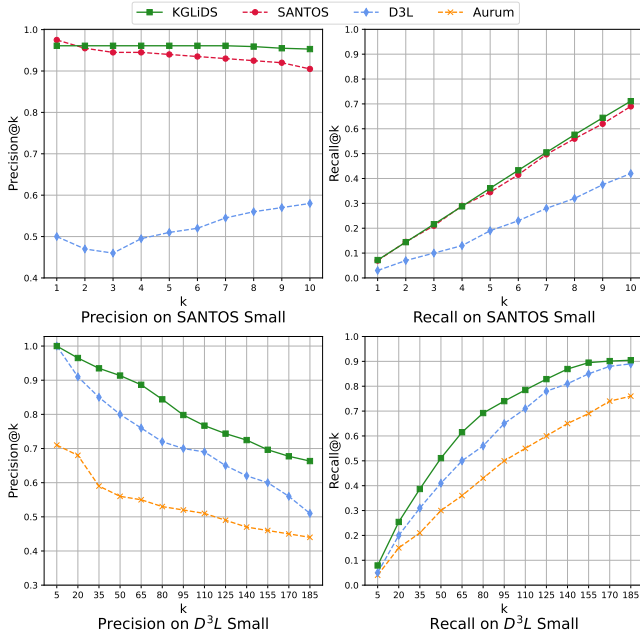 KGLiDS SANTOS D3L Aurum
1.0
0.9
0.8
0.7
0.6
0.5
0.4
Precision@k
1 2 3 4 5 6 7 8 9 10
k
Precision on SANTOS Small
1.0
0.9
0.8
0.7
0.6
0.5
0.4
0.3
0.2
0.1
0.0
Recall@k
1 2 3 4 5 6 7 8 9 10
k
Recall on SANTOS Small
1.0
0.9
0.8
0.7
0.6
0.5
0.4
0.3
Precision@k
5 20 35 50 65 80 95 110 125 140 155 170 185
k
Precision on D³L Small
1.0
0.9
0.8
0.7
0.6
0.5
0.4
0.3
0.2
0.1
0.0
Recall@k
5 20 35 50 65 80 95 110 125 140 155 170 185
k
Recall on D³L Small